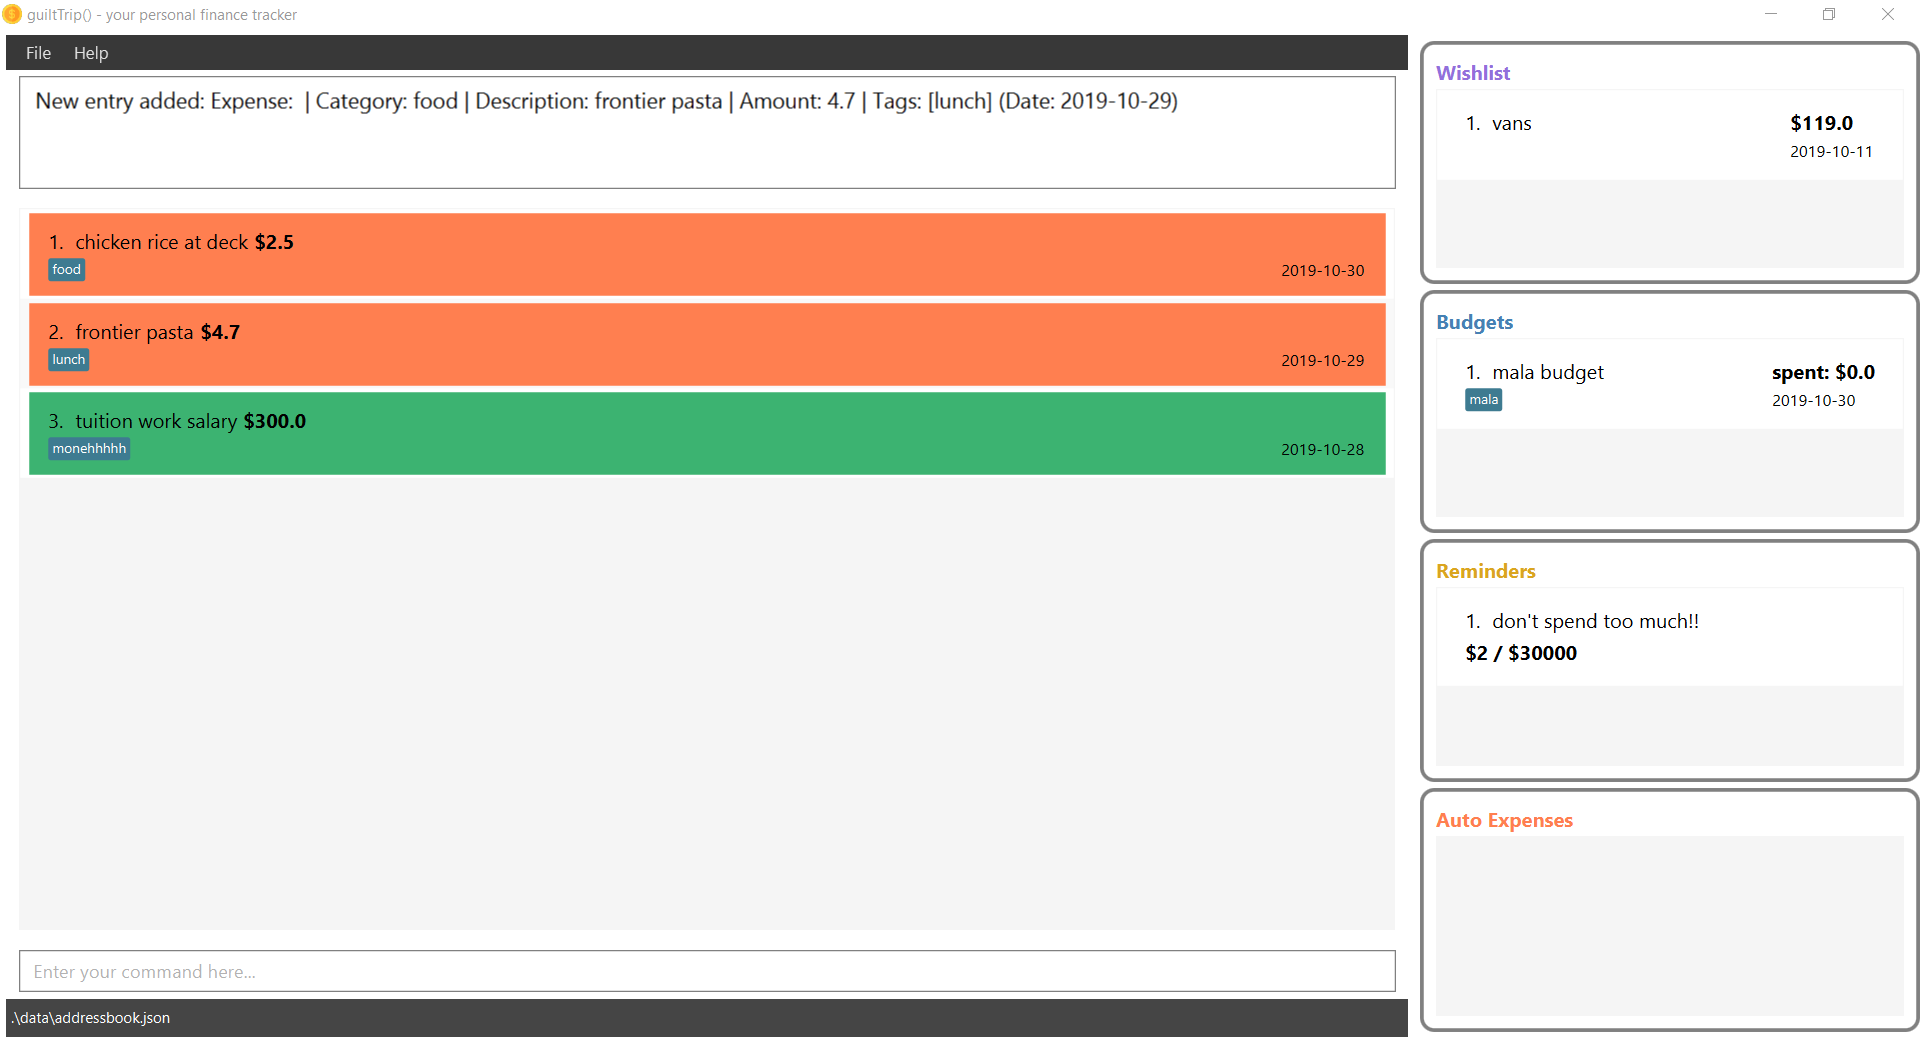 guiltTrip() - your personal finance tracker
File Help
New entry added: Expense:  | Category: food | Description: frontier pasta | Amount: 4.7 | Tags: [lunch] (Date: 2019-10-29)
1. chicken rice at deck $2.5
food
2019-10-30
2. frontier pasta $4.7
lunch
2019-10-29
3. tuition work salary $300.0
monehhhhh
2019-10-28
Enter your command here...
.\data\addressbook.json
Wishlist
1. vans $119.0
2019-10-11
Budgets
1. mala budget spent: $0.0
mala 2019-10-30
Reminders
1. don't spend too much!!
$2 / $30000
Auto Expenses